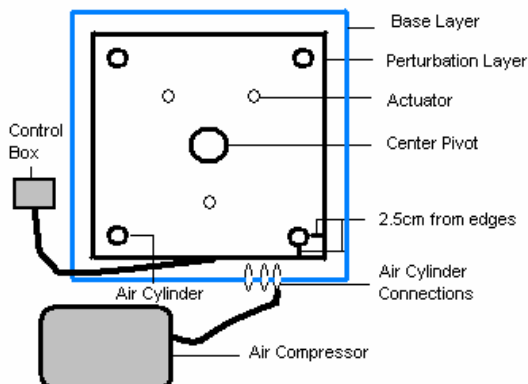 Base Layer
Perturbation Layer
Actuator
Control
Box
Center Pivot
2.5cm from edges
Air Cylinder
Air Cylinder
Connections
Air Compressor